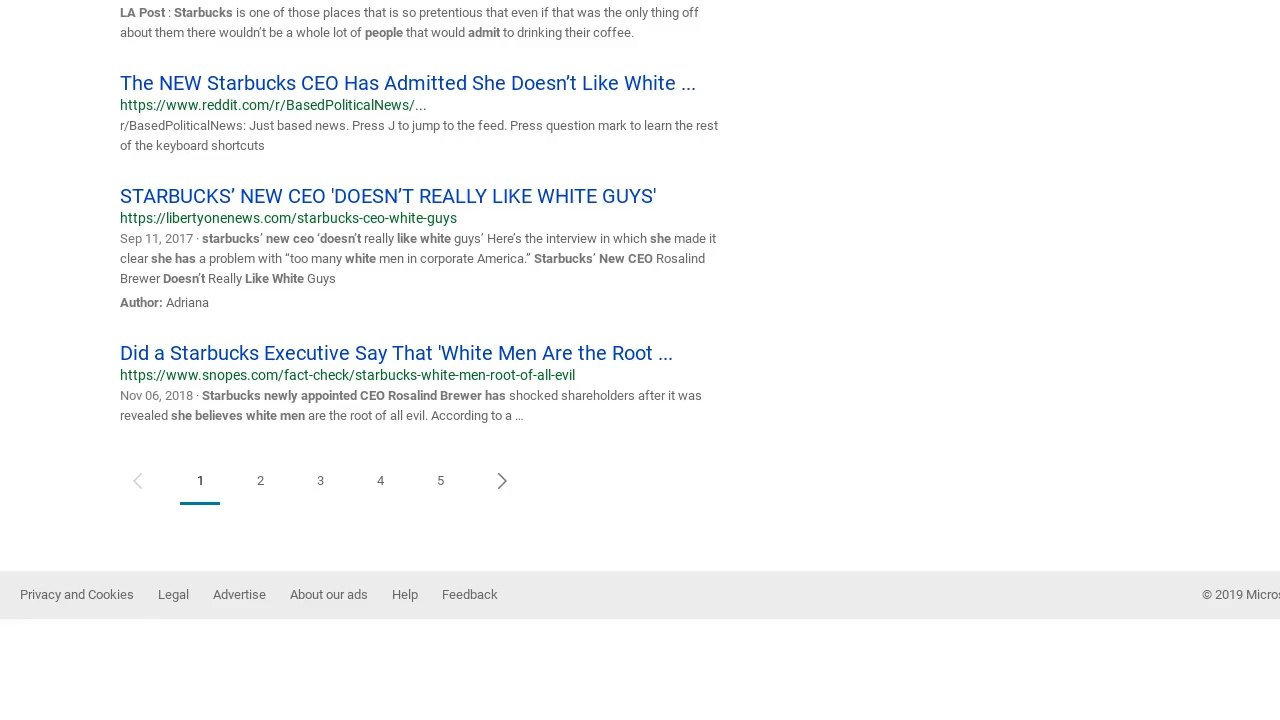 LA Post : Starbucks is one of those places that is so pretentious that even if that was the only thing off
about them there wouldn’t be a whole lot of people that would admit to drinking their coffee.
The NEW Starbucks CEO Has Admitted She Doesn’t Like White ...
https://www.reddit.com/r/BasedPoliticalNews/...
r/BasedPoliticalNews: Just based news. Press J to jump to the feed. Press question mark to learn the rest
of the keyboard shortcuts
STARBUCKS’ NEW CEO 'DOESN’T REALLY LIKE WHITE GUYS'
https://libertyonenews.com/starbucks-ceo-white-guys
Sep 11, 2017 · starbucks’ new ceo ‘doesn’t really like white guys’ Here’s the interview in which she made it
clear she has a problem with “too many white men in corporate America.” Starbucks’ New CEO Rosalind
Brewer Doesn’t Really Like White Guys
Author: Adriana
Did a Starbucks Executive Say That 'White Men Are the Root ...
https://www.snopes.com/fact-check/starbucks-white-men-root-of-all-evil
Nov 06, 2018 · Starbucks newly appointed CEO Rosalind Brewer has shocked shareholders after it was
revealed she believes white men are the root of all evil. According to a …
1 2 3 4 5
Privacy and Cookies Legal Advertise About our ads Help Feedback © 2019 Micros